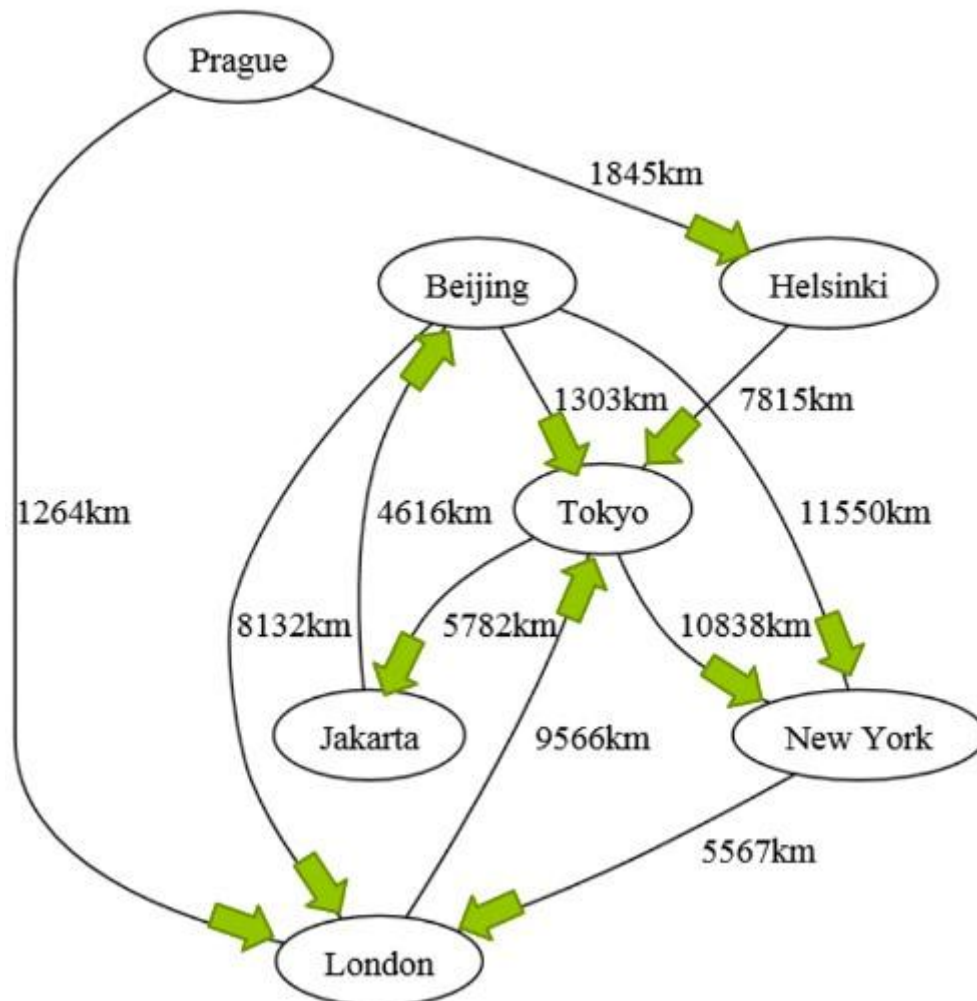 Prague
1845km
Beijing
Helsinki
1303km
7815km
1264km
4616km
Tokyo
11550km
8132km
5782km
10838km
Jakarta
9566km
New York
5567km
London